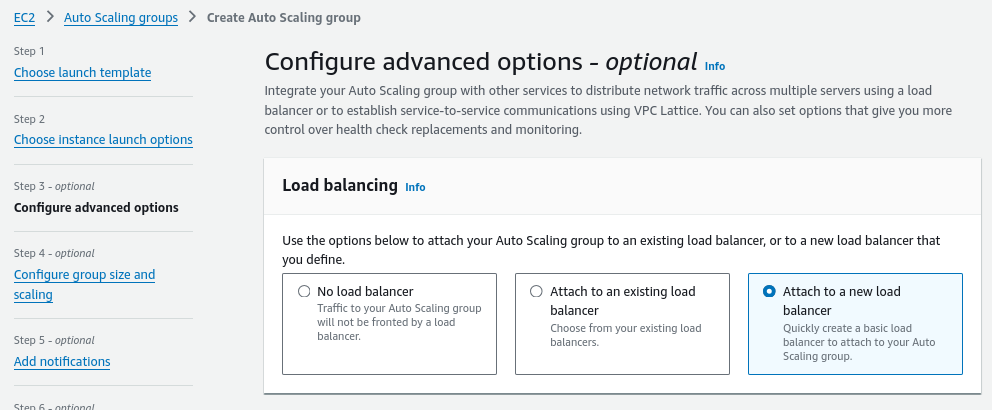 EC2 > Auto Scaling groups > Create Auto Scaling group
Step 1
Choose launch template
Step 2
Choose instance launch options
Step 3 - optional
Configure advanced options
Step 4 - optional
Configure group size and
scaling
Step 5 - optional
Add notifications
Step 6 - optional
Configure advanced options - optional Info
Integrate your Auto Scaling group with other services to distribute network traffic across multiple servers using a load
balancer or to establish service-to-service communications using VPC Lattice. You can also set options that give you more
control over health check replacements and monitoring.
Load balancing Info
Use the options below to attach your Auto Scaling group to an existing load balancer, or to a new load balancer that
you define.
No load balancer
Traffic to your Auto Scaling group
will not be fronted by a load
balancer.
Attach to an existing load
balancer
Choose from your existing load
balancers.
Attach to a new load
balancer
Quickly create a basic load
balancer to attach to your Auto
Scaling group.